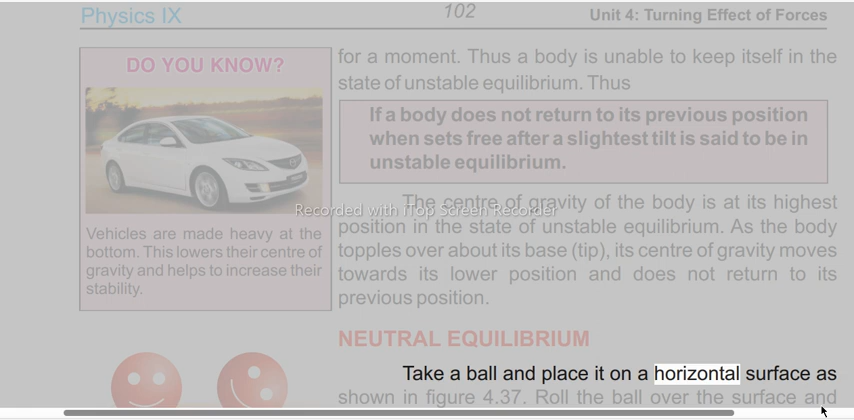 Physics IX
102
Unit 4: Turning Effect of Forces
DO YOU KNOW?
Vehicles are made heavy at the
bottom. This lowers their centre of
gravity and helps to increase their
stability.
for a moment. Thus a body is unable to keep itself in the
state of unstable equilibrium. Thus
If a body does not return to its previous position
when sets free after a slightest tilt is said to be in
unstable equilibrium.
The centre of gravity of the body is at its highest
Recorded with iTop Screen Recorder
position in the state of unstable equilibrium. As the body
topples over about its base (tip), its centre of gravity moves
towards its lower position and does not return to its
previous position.
NEUTRAL EQUILIBRIUM
Take a ball and place it on a horizontal surface as
shown in figure 4.37. Roll the ball over the surface and